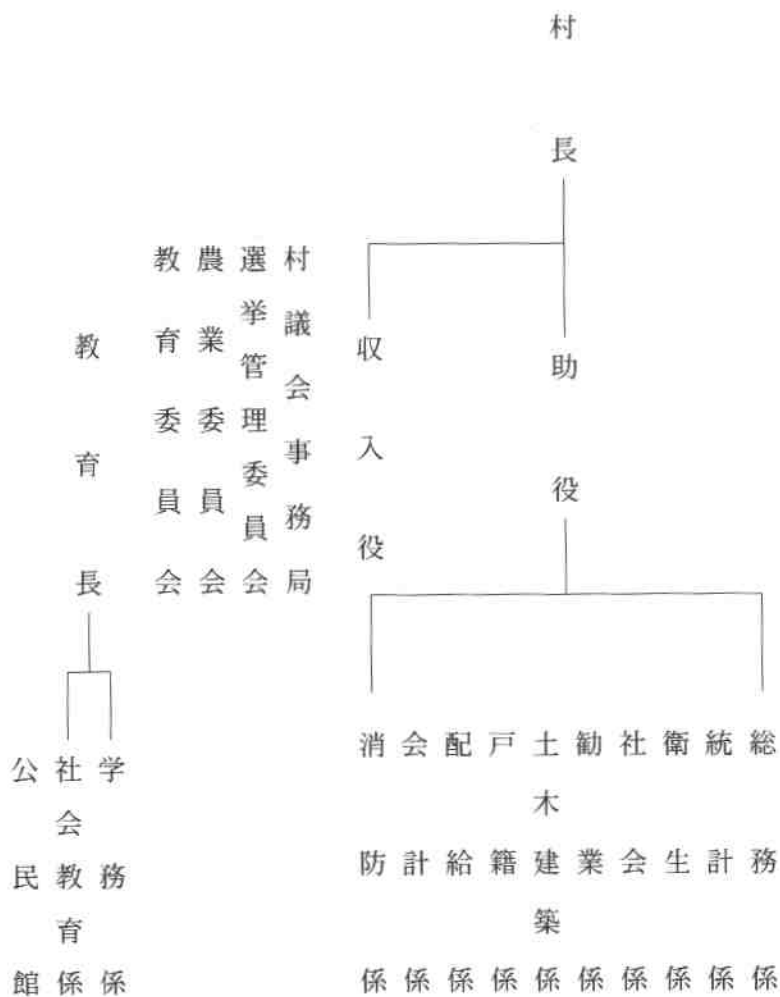 村長
助役
総務係
統計係
衛生係
社会係
勧業係
土木建築係
戸籍係
配給係
会計係
消防係
収入役
村議会事務局
選挙管理委員会
農業委員会
教育委員会
教育長
学務係
社会教育係
公民館